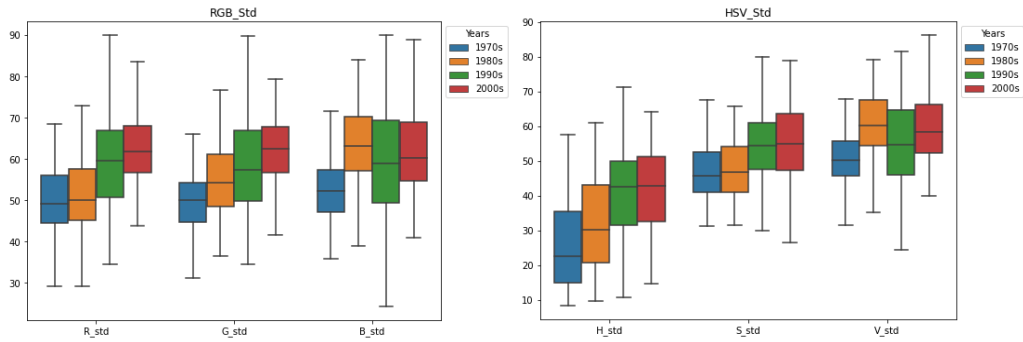 RGB_Std
90
80
70
60
50
40
30
R_std
G_std
B_std
Years
1970s
1980s
1990s
2000s
HSV_Std
90
80
70
60
50
40
30
20
10
H_std
S_std
V_std
Years
1970s
1980s
1990s
2000s